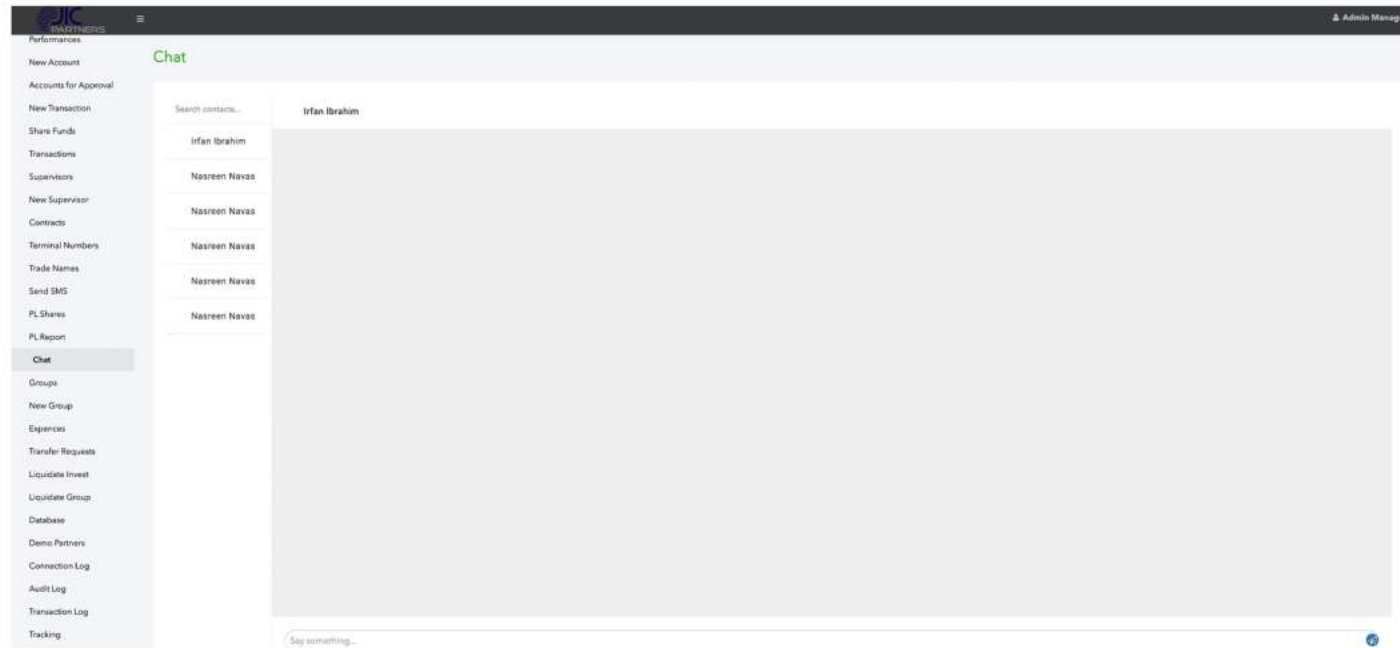 JIC
PARTNERS
Admin Manag
Performances
New Account
Accounts for Approval
New Transaction
Share Funds
Transactions
Supervisors
New Supervisor
Contracts
Terminal Numbers
Trade Names
Send SMS
PL Shares
PL Report
Chat
Groups
New Group
Expences
Transfer Requests
Liquidate Invest
Liquidate Group
Database
Demo Partners
Connection Log
Audit Log
Transaction Log
Tracking
Chat
Search contacts...
Irfan Ibrahim
Nasreen Navas
Nasreen Navas
Nasreen Navas
Nasreen Navas
Nasreen Navas
Irfan Ibrahim
Say something...